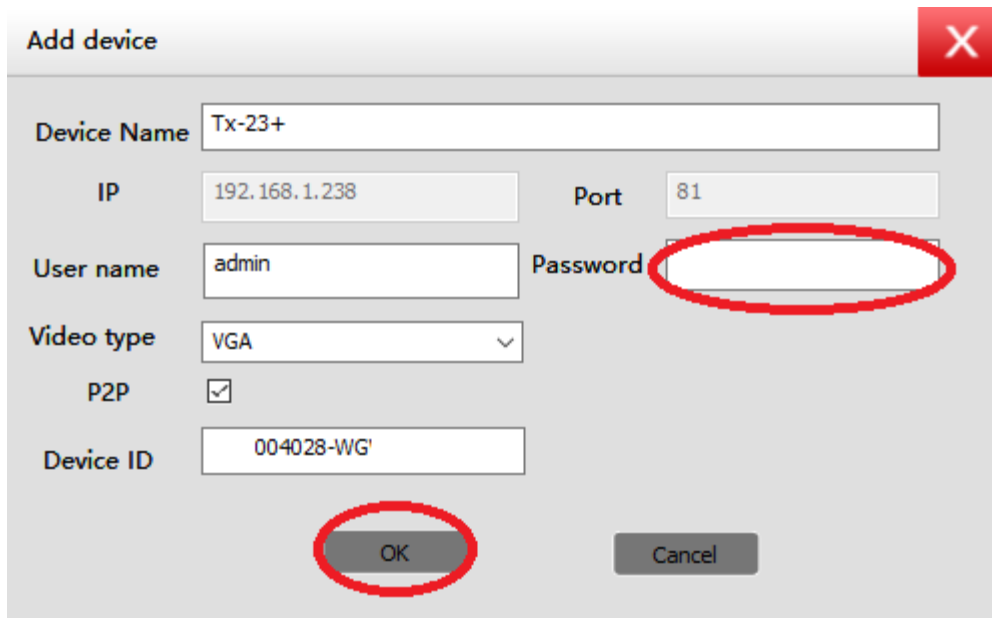 Add device
X
Device Name Tx-23+
IP 192.168.1.238 Port 81
User name admin Password
Video type VGA
P2P
Device ID 004028-WG
OK Cancel